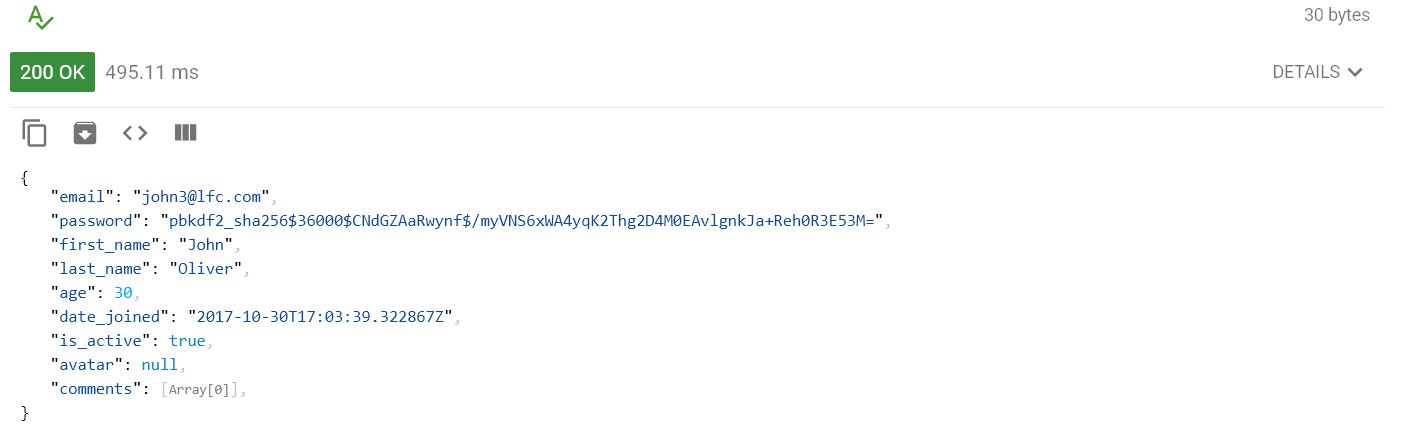 30 bytes
200 OK 495.11 ms DETAILS
{
"email": "john3@lfc.com",
"password": "pbkdf2_sha256$36000$CNdGZAaRwynf$/myVNS6xWA4yqK2Thg2D4M0EAvlgnkJa+Reh0R3E53M=",
"first_name": "John",
"last_name": "Oliver",
"age": 30,
"date_joined": "2017-10-30T17:03:39.322867Z",
"is_active": true,
"avatar": null,
"comments": [Array[0]],
}